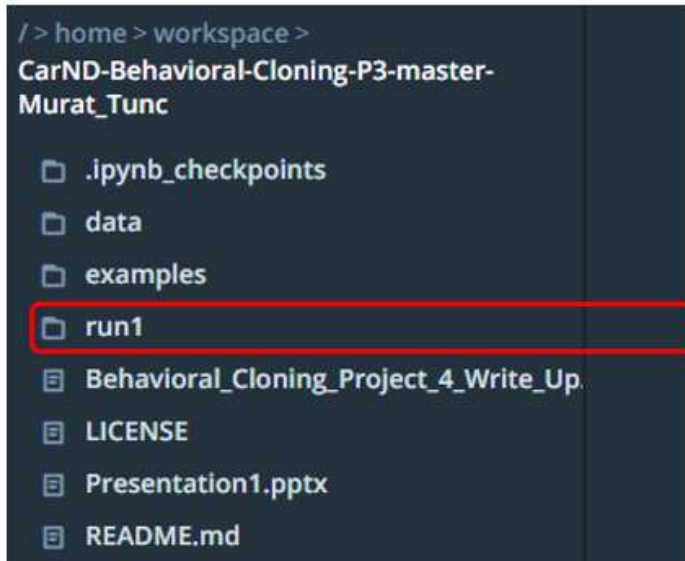 / > home > workspace >
CarND-Behavioral-Cloning-P3-master-
Murat_Tunc
.ipynb_checkpoints
data
examples
run1
Behavioral_Cloning_Project_4_Write_Up.
LICENSE
Presentation1.pptx
README.md